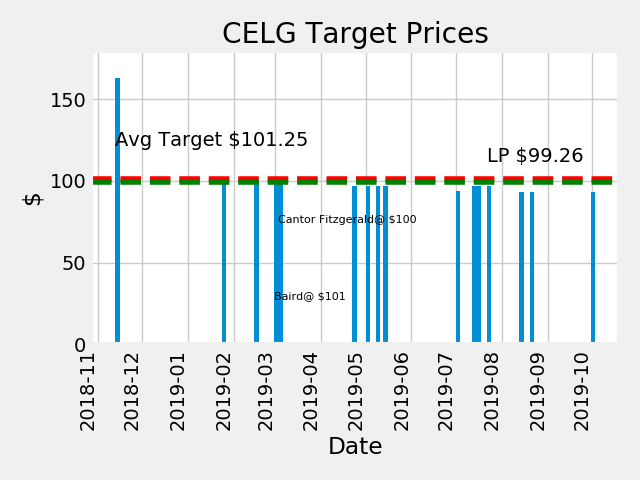 CELG Target Prices
150
Avg Target $101.25
LP $99.26
100
$
Cantor Fitzgerald@ $100
50
Baird@ $101
0
2018-11
2018-12
2019-01
2019-02
2019-03
2019-04
2019-05
2019-06
2019-07
2019-08
2019-09
2019-10
Date